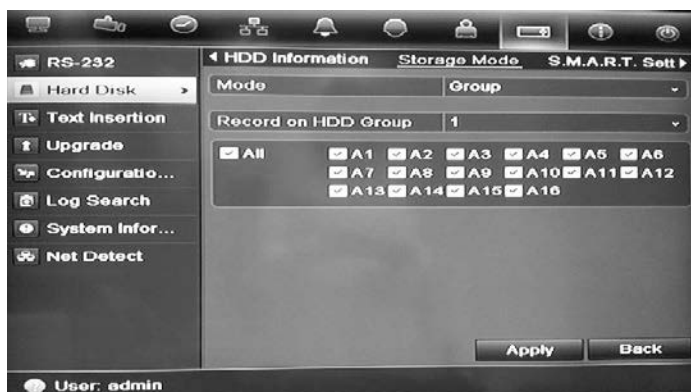 RS-232
Hard Disk
Text Insertion
Upgrade
Configuratio...
Log Search
System Infor...
Net Detect
HDD Information Storage Mode S.M.A.R.T. Sett
Mode Group
Record on HDD Group 1
All A1 A2 A3 A4 A5 A6
A7 A8 A9 A10 A11 A12
A13 A14 A15 A16
Apply Back
User: admin